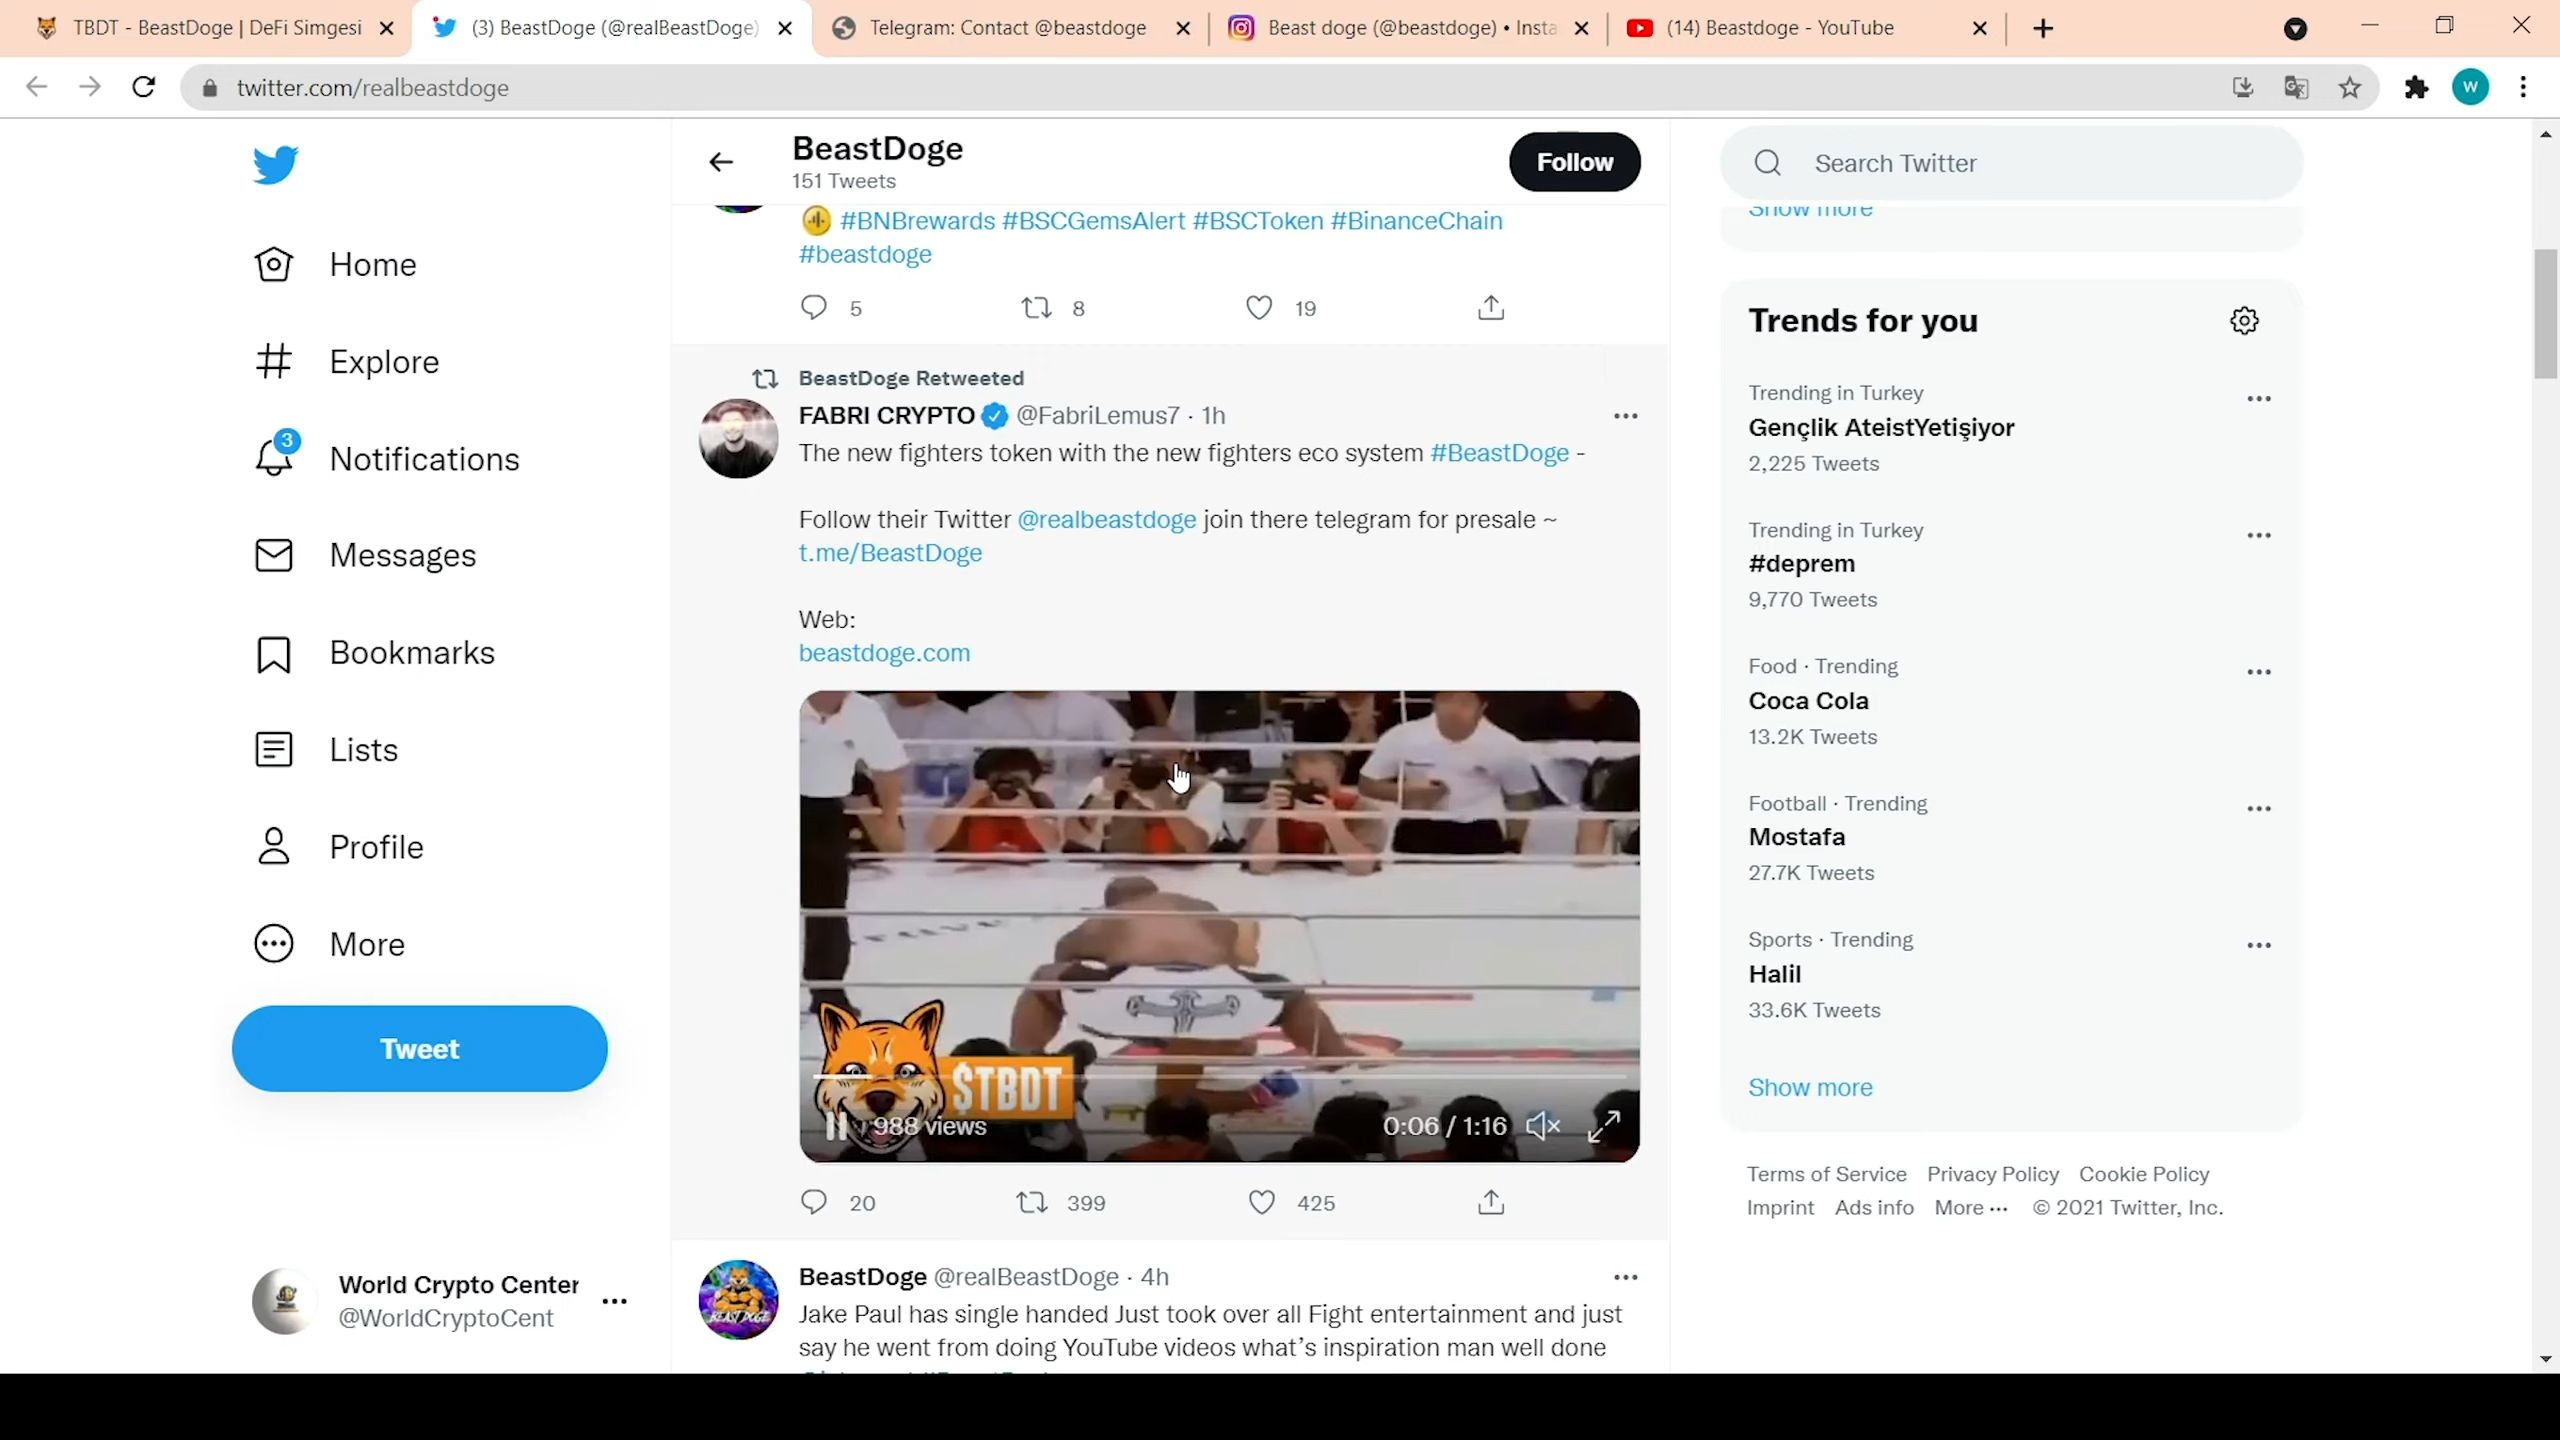 TBDT - BeastDoge | DeFi Simgesi
(3) BeastDoge (@realBeastDoge)
Telegram: Contact @beastdoge
Beast doge (@beastdoge) • Insta
(14) Beastdoge - YouTube
twitter.com/realbeastdoge
W
BeastDoge
151 Tweets
Follow
Search Twitter
Show more
#BNBrewards #BSCGemsAlert #BSCToken #BinanceChain
#beastdoge
5 8 19
Home
Explore
3
Notifications
Messages
Bookmarks
Lists
Profile
More
Tweet
World Crypto Center
@WorldCryptoCent
BeastDoge Retweeted
FABRI CRYPTO @FabriLemus7 · 1h
The new fighters token with the new fighters eco system #BeastDoge -
Follow their Twitter @realbeastdoge join there telegram for presale ~
t.me/BeastDoge
Web:
beastdoge.com
$TBDT
988 views
0:06 / 1:16
20 399 425
BeastDoge @realBeastDoge · 4h
Jake Paul has single handed Just took over all Fight entertainment and just
say he went from doing YouTube videos what's inspiration man well done
Trends for you
Trending in Turkey
Gençlik AteistYetişiyor
2,225 Tweets
Trending in Turkey
#deprem
9,770 Tweets
Food · Trending
Coca Cola
13.2K Tweets
Football · Trending
Mostafa
27.7K Tweets
Sports · Trending
Halil
33.6K Tweets
Show more
Terms of Service Privacy Policy Cookie Policy
Imprint Ads info More ··· © 2021 Twitter, Inc.